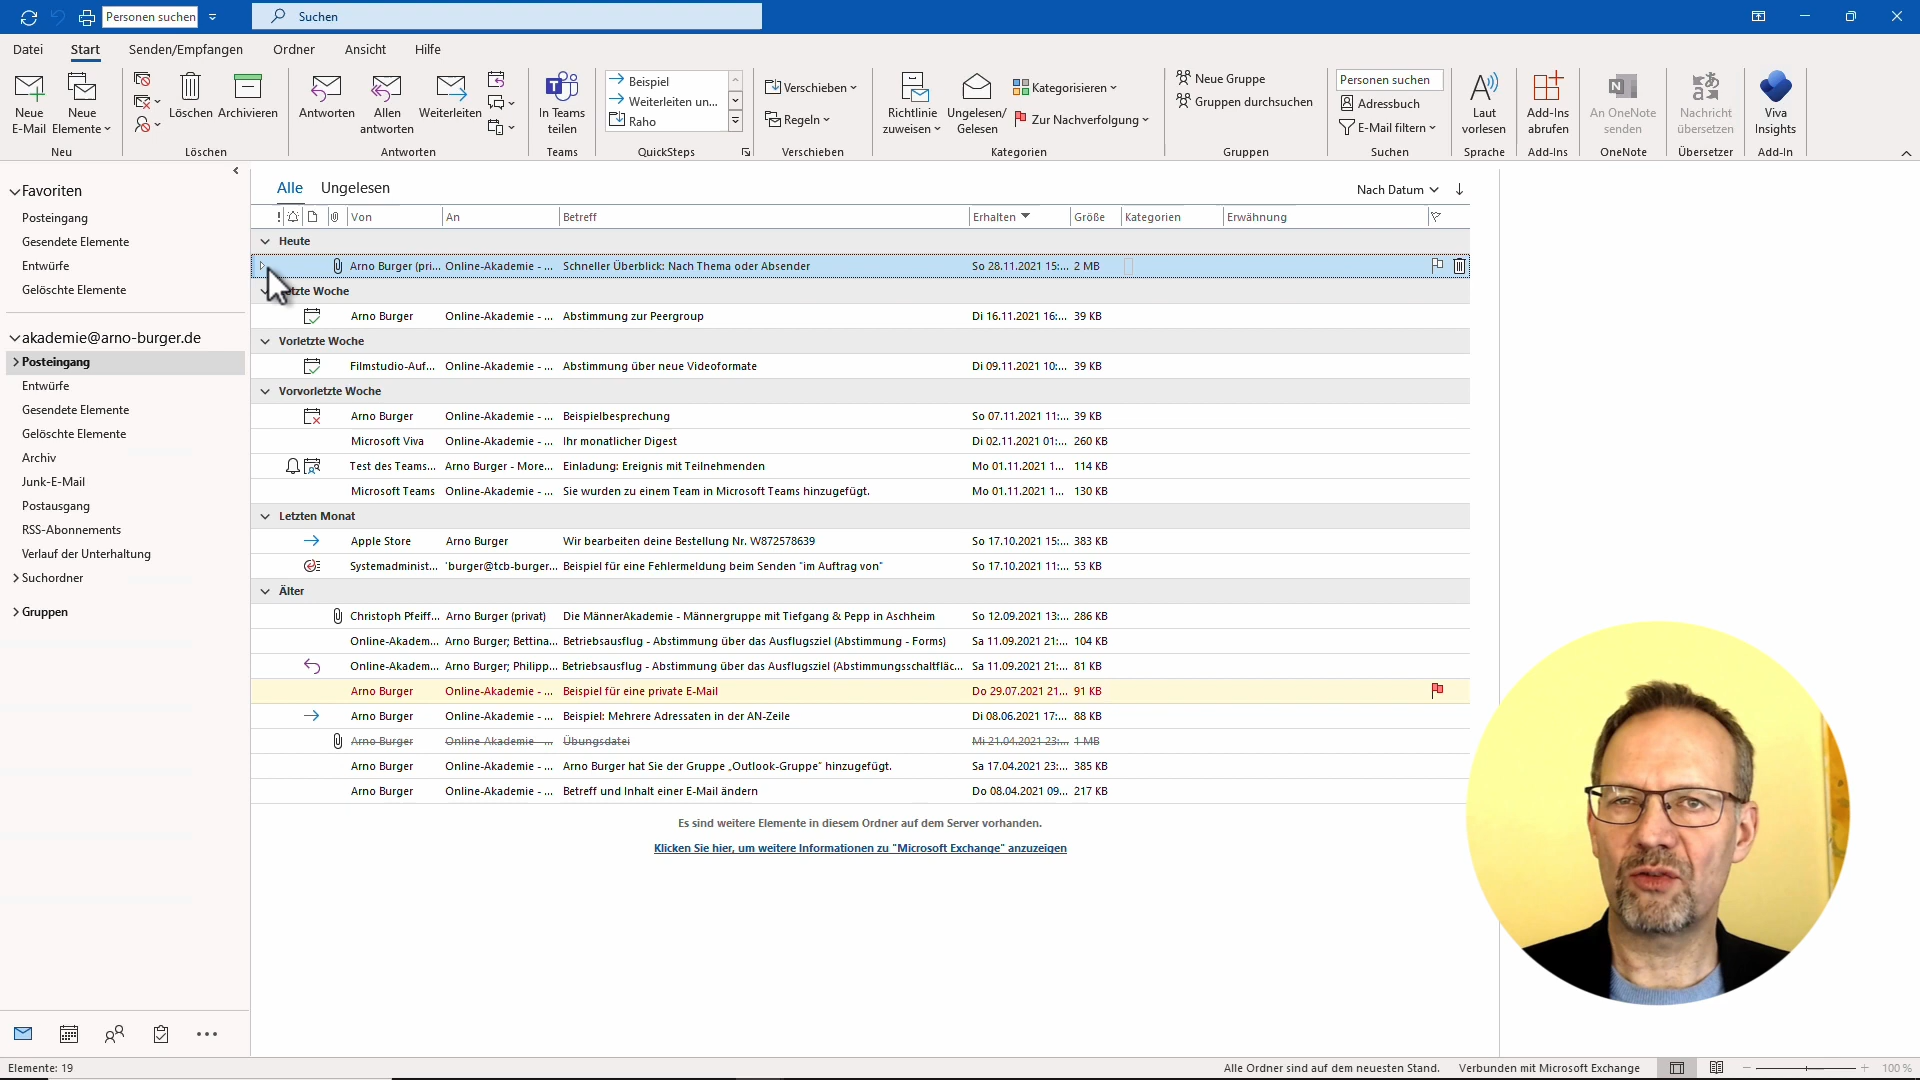 Personen suchen
Suchen
Datei Start Senden/Empfangen Ordner Ansicht Hilfe
Neue E-Mail
Neue Elemente
Neu
Löschen
Archivieren
Löschen
Antworten
Allen antworten
Weiterleiten
Antworten
In Teams teilen
Teams
Beispiel
Weiterleiten un...
Raho
QuickSteps
Verschieben
Regeln
Verschieben
Richtlinie zuweisen
Ungelesen/ Gelesen
Kategorisieren
Zur Nachverfolgung
Kategorien
Neue Gruppe
Gruppen durchsuchen
Gruppen
Personen suchen
Adressbuch
E-Mail filtern
Suchen
Laut vorlesen
Sprache
Add-Ins abrufen
Add-Ins
An OneNote senden
OneNote
Nachricht übersetzen
Übersetzer
Viva Insights
Add-In
Favoriten
Posteingang
Gesendete Elemente
Entwürfe
Gelöschte Elemente
akademie@arno-burger.de
Posteingang
Entwürfe
Gesendete Elemente
Gelöschte Elemente
Archiv
Junk-E-Mail
Postausgang
RSS-Abonnements
Verlauf der Unterhaltung
Suchordner
Gruppen
Alle Ungelesen Nach Datum
! Von An Betreff Erhalten Größe Kategorien Erwähnung
Heute
Arno Burger (pri... Online-Akademie - ... Schneller Überblick: Nach Thema oder Absender So 28.11.2021 15:... 2 MB
Woche
Arno Burger Online-Akademie - ... Abstimmung zur Peergroup Di 16.11.2021 16:... 39 KB
Vorletzte Woche
Filmstudio-Auf... Online-Akademie - ... Abstimmung über neue Videoformate Di 09.11.2021 10:... 39 KB
Vorvorletzte Woche
Arno Burger Online-Akademie - ... Beispielbesprechung So 07.11.2021 11:... 39 KB
Microsoft Viva Online-Akademie - ... Ihr monatlicher Digest Di 02.11.2021 01:... 260 KB
Test des Teams... Arno Burger - More... Einladung: Ereignis mit Teilnehmenden Mo 01.11.2021 1... 114 KB
Microsoft Teams Online-Akademie - ... Sie wurden zu einem Team in Microsoft Teams hinzugefügt. Mo 01.11.2021 1... 130 KB
Letzten Monat
Apple Store Arno Burger Wir bearbeiten deine Bestellung Nr. W872578639 So 17.10.2021 15:... 383 KB
Systemadminist... 'burger@tcb-burger... Beispiel für eine Fehlermeldung beim Senden "im Auftrag von" So 17.10.2021 11:... 53 KB
Älter
Christoph Pfeiff... Arno Burger (privat) Die MännerAkademie - Männergruppe mit Tiefgang & Pepp in Aschheim So 12.09.2021 13:... 286 KB
Online-Akadem... Arno Burger; Bettina... Betriebsausflug - Abstimmung über das Ausflugsziel (Abstimmung - Forms) Sa 11.09.2021 21:... 104 KB
Online-Akadem... Arno Burger; Philipp... Betriebsausflug - Abstimmung über das Ausflugsziel (Abstimmungsschaltfläc... Sa 11.09.2021 21:... 81 KB
Arno Burger Online-Akademie - ... Beispiel für eine private E-Mail Do 29.07.2021 21... 91 KB
Arno Burger Online-Akademie - ... Beispiel: Mehrere Adressaten in der AN-Zeile Di 08.06.2021 17:... 88 KB
Arno Burger Online-Akademie - ... Übungsdatei Mi 21.04.2021 23:... 1 MB
Arno Burger Online-Akademie - ... Arno Burger hat Sie der Gruppe „Outlook-Gruppe“ hinzugefügt. Sa 17.04.2021 23:... 385 KB
Arno Burger Online-Akademie - ... Betreff und Inhalt einer E-Mail ändern Do 08.04.2021 09... 217 KB
Es sind weitere Elemente in diesem Ordner auf dem Server vorhanden.
Klicken Sie hier, um weitere Informationen zu "Microsoft Exchange" anzuzeigen
Elemente: 19 Alle Ordner sind auf dem neuesten Stand. Verbunden mit Microsoft Exchange 100 %